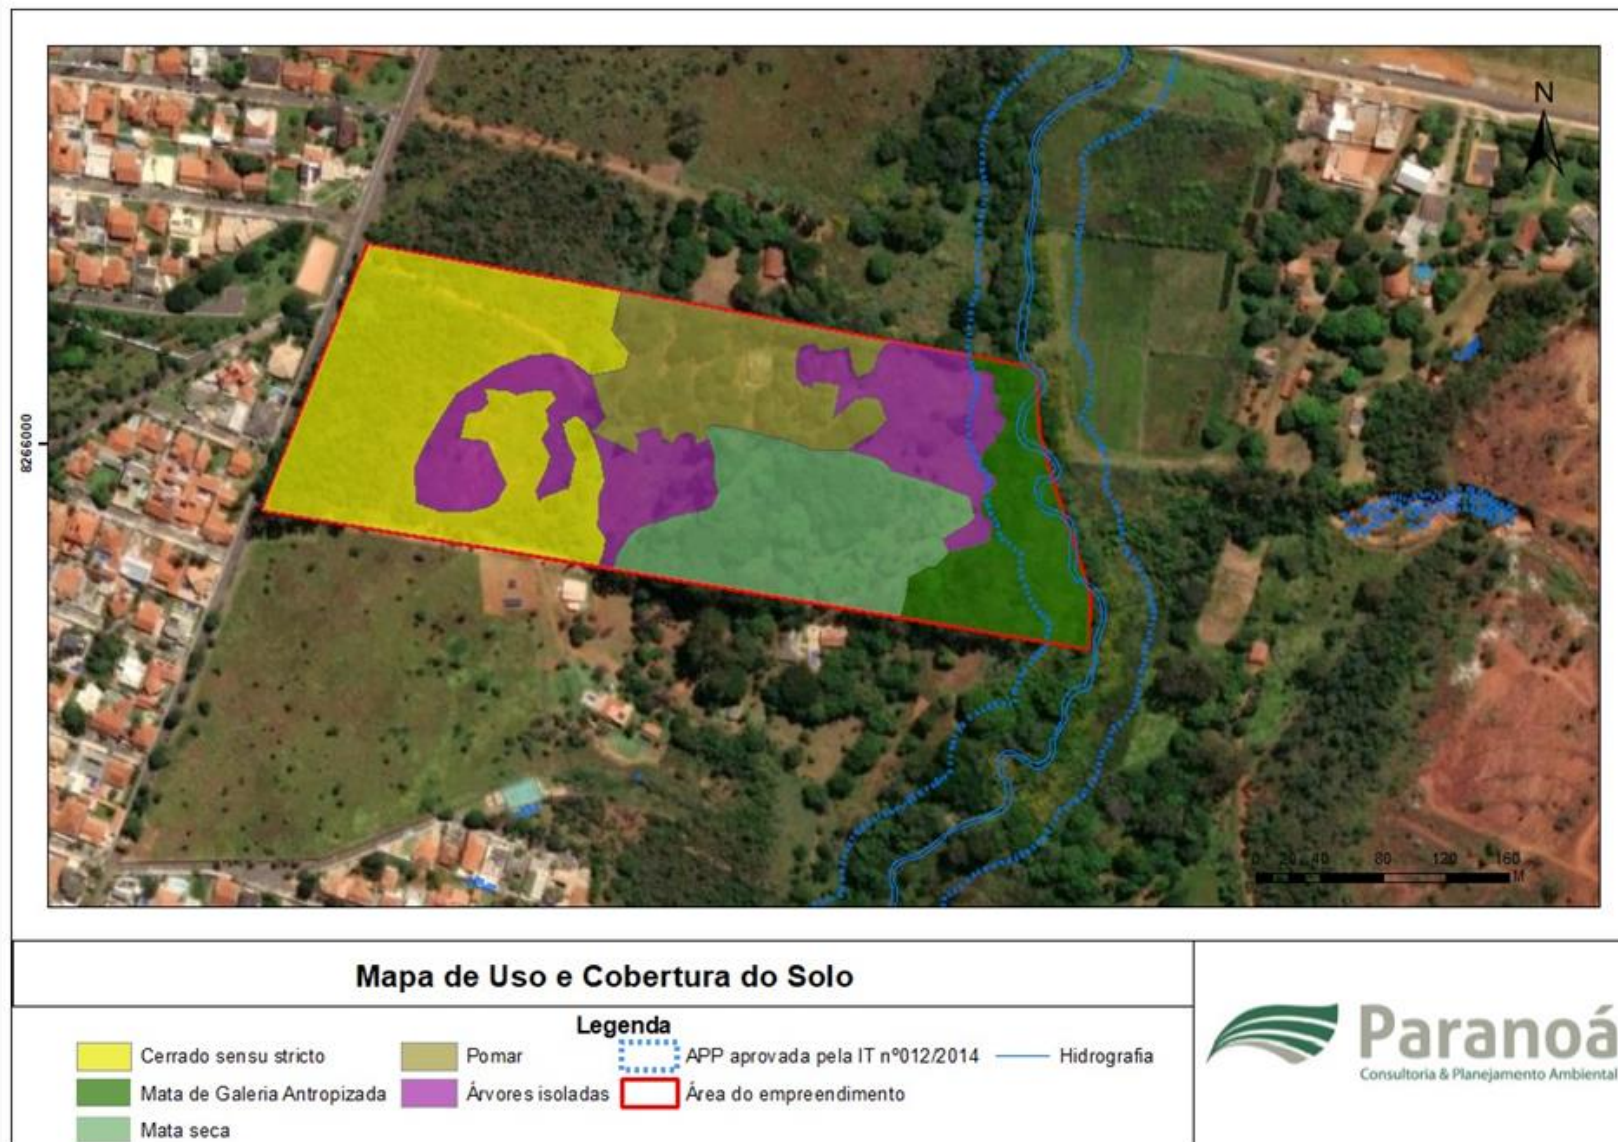 N
8266000
0 20 40 80 120 160
M
Mapa de Uso e Cobertura do Solo
Legenda
Cerrado sensu stricto
Pomar
APP aprovada pela IT nº012/2014
Hidrografia
Mata de Galeria Antropizada
Árvores isoladas
Área do empreendimento
Mata seca
Paranoá
Consultoria & Planejamento Ambiental